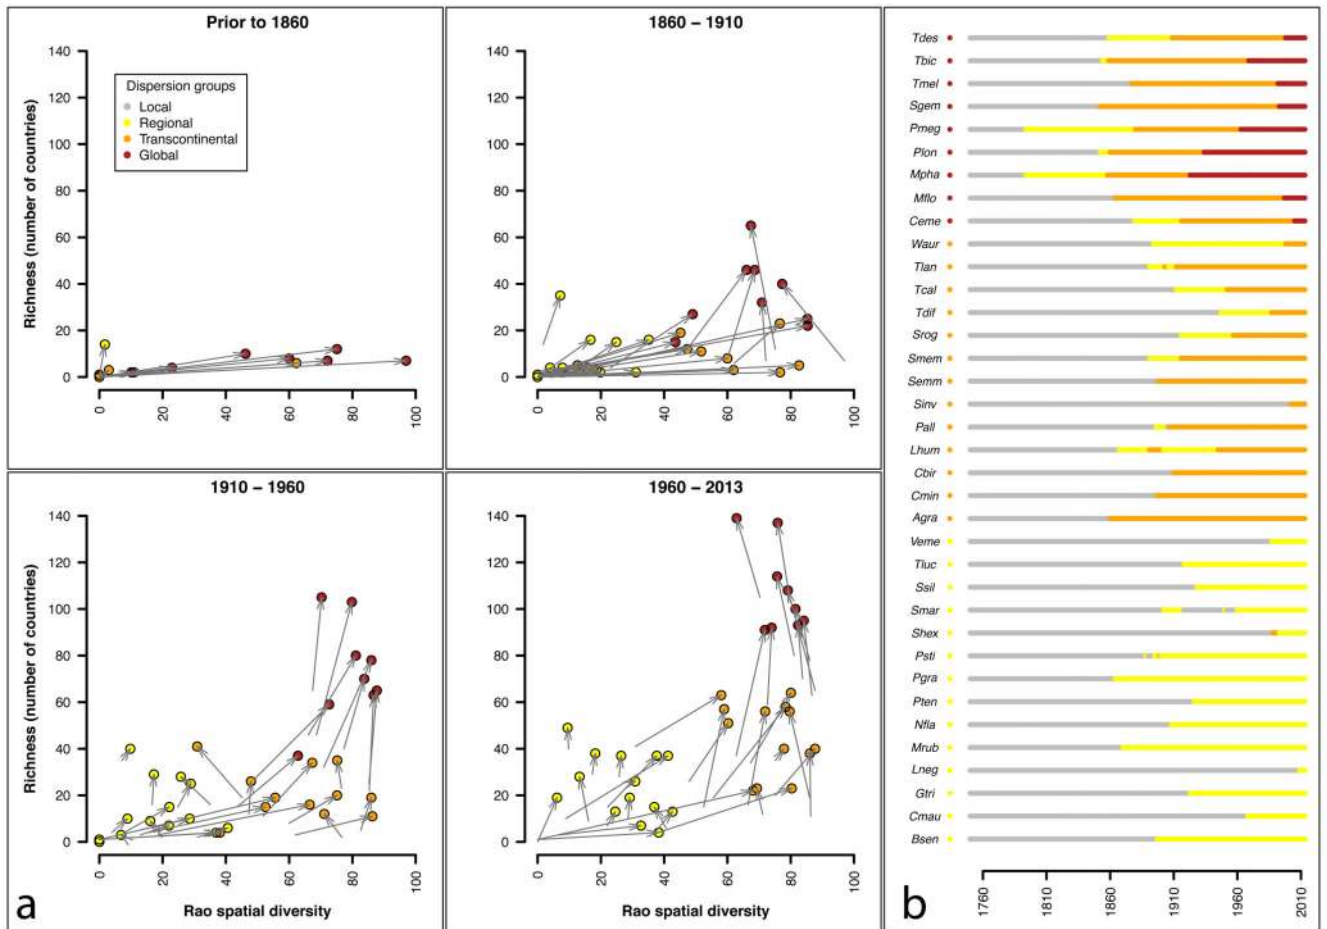 Prior to 1860
Richness (number of countries)
140
120
100
80
60
40
20
0
Dispersion groups
Local
Regional
Transcontinental
Global
0
20
40
60
80
100
1860 – 1910
140
120
100
80
60
40
20
0
0
20
40
60
80
100
1910 – 1960
Richness (number of countries)
140
120
100
80
60
40
20
0
0
20
40
60
80
100
Rao spatial diversity
a
1960 – 2013
140
120
100
80
60
40
20
0
0
20
40
60
80
100
Rao spatial diversity
Tdes
Tbic
Tmel
Sgem
Pmeg
Plon
Mpha
Mflo
Ceme
Waur
Tlan
Tcal
Tdif
Srog
Smem
Semm
Sinv
Pall
Lhum
Cbir
Cmin
Agra
Veme
Tluc
Ssil
Smar
Shex
Psti
Pgra
Pten
Nfla
Mrub
Lneg
Gtri
Cmau
Bsen
1760
1810
1860
1910
1960
2010
b